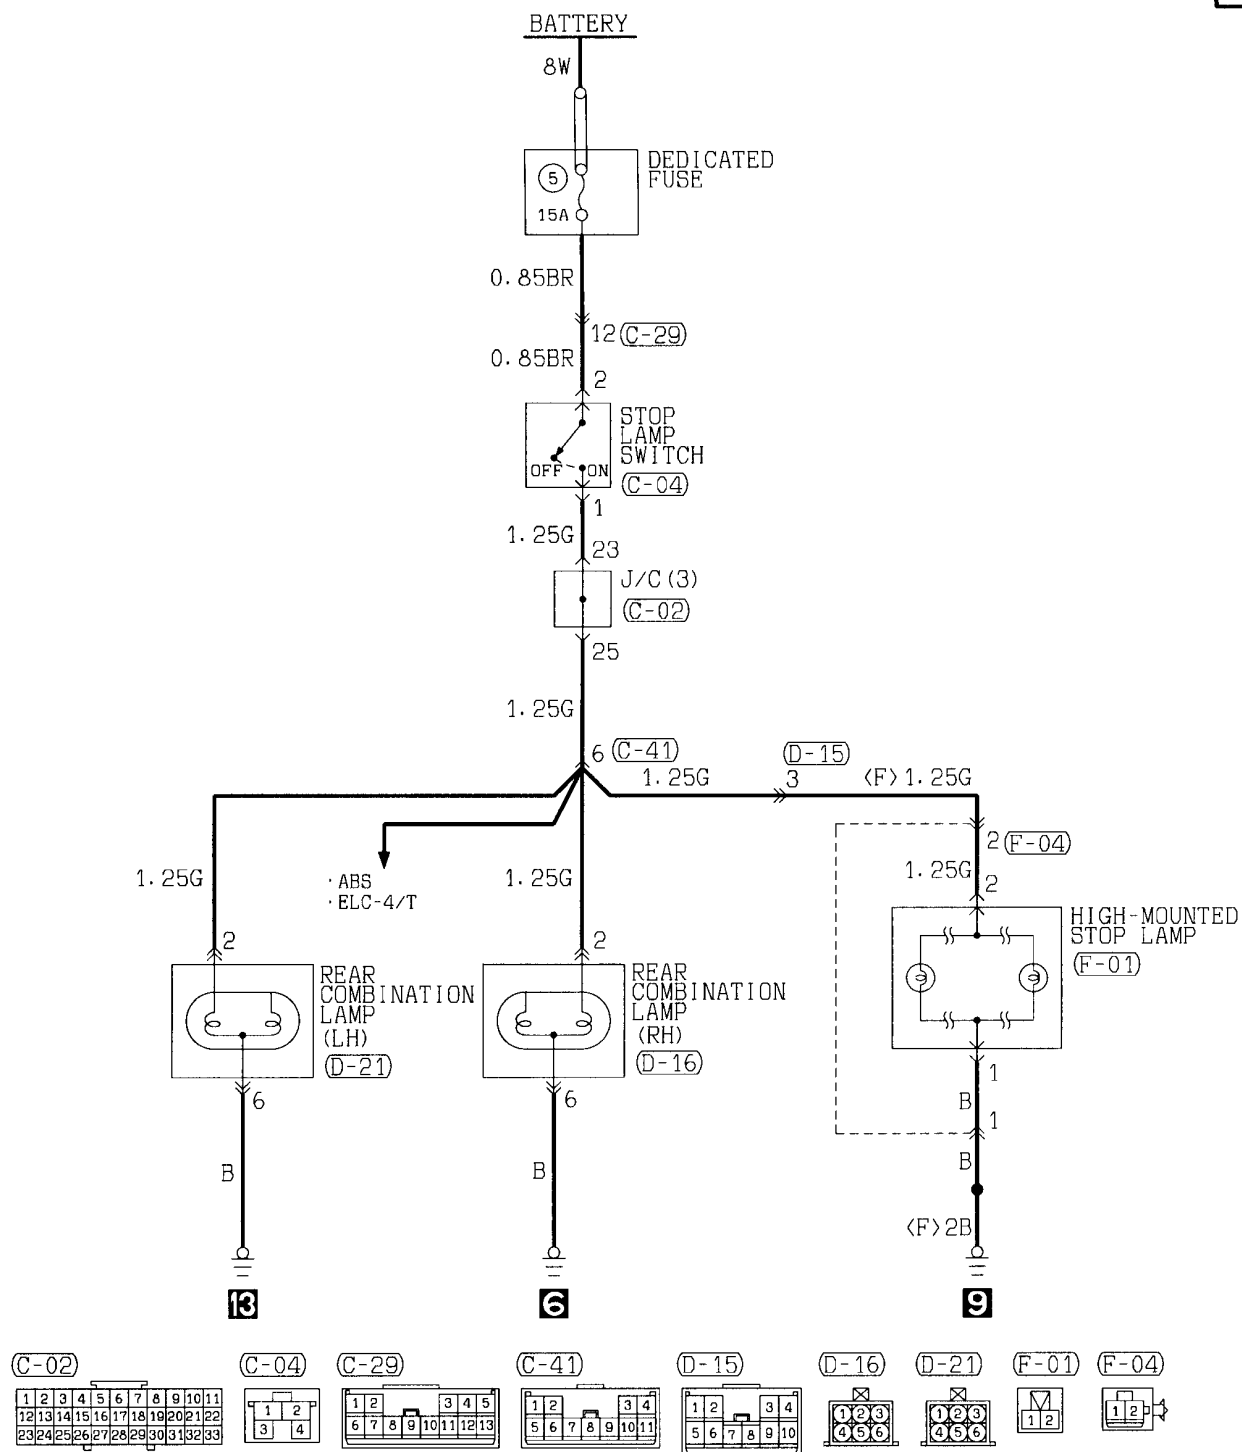 BATTERY
8W
DEDICATED
FUSE
5
15A
0.85BR
12 (C-29)
0.85BR
2
STOP
LAMP
SWITCH
OFF ON
(C-04)
1
1.25G
23
J/C(3)
(C-02)
25
1.25G
6 (C-41)
1.25G
(D-15)
3
<F>1.25G
2 (F-04)
1.25G
· ABS
· ELC-4/T
1.25G
1.25G
2
2
2
REAR
COMBINATION
LAMP
(LH)
(D-21)
REAR
COMBINATION
LAMP
(RH)
(D-16)
HIGH-MOUNTED
STOP LAMP
(F-01)
6
6
1
B
1
B
B
B
<F>2B
13
6
9
(C-02) (C-04) (C-29) (C-41) (D-15) (D-16) (D-21) (F-01) (F-04)
1 2 3 4 5 6 7 8 9 10 11
12 13 14 15 16 17 18 19 20 21 22
23 24 25 26 27 28 29 30 31 32 33
1 2
3 4
1 2 3 4 5
6 7 8 9 10 11 12 13
1 2 3 4
5 6 7 8 9 10 11
1 2 3 4
5 6 7 8 9 10
1 2 3
4 5 6
1 2 3
4 5 6
1 2
1 2